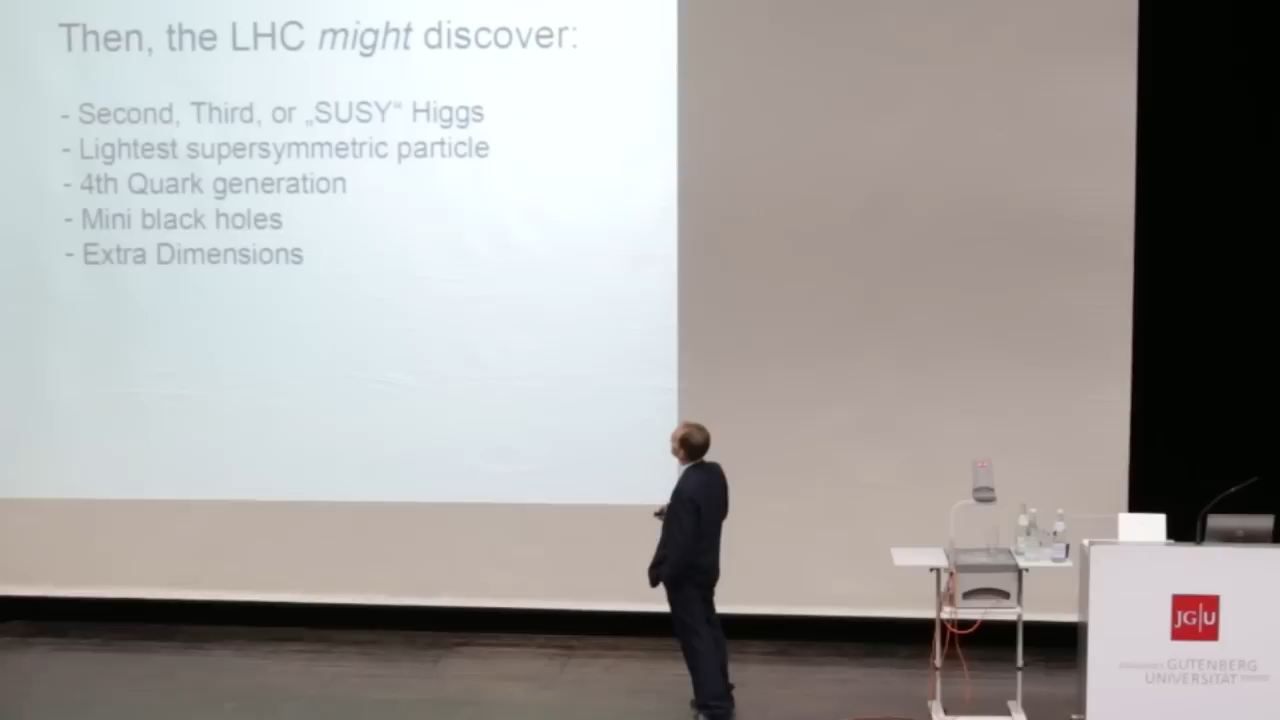 Then, the LHC might discover:
- Second, Third, or „SUSY“ Higgs
- Lightest supersymmetric particle
- 4th Quark generation
- Mini black holes
- Extra Dimensions
JG|U
GUTENBERG
UNIVERSITÄT